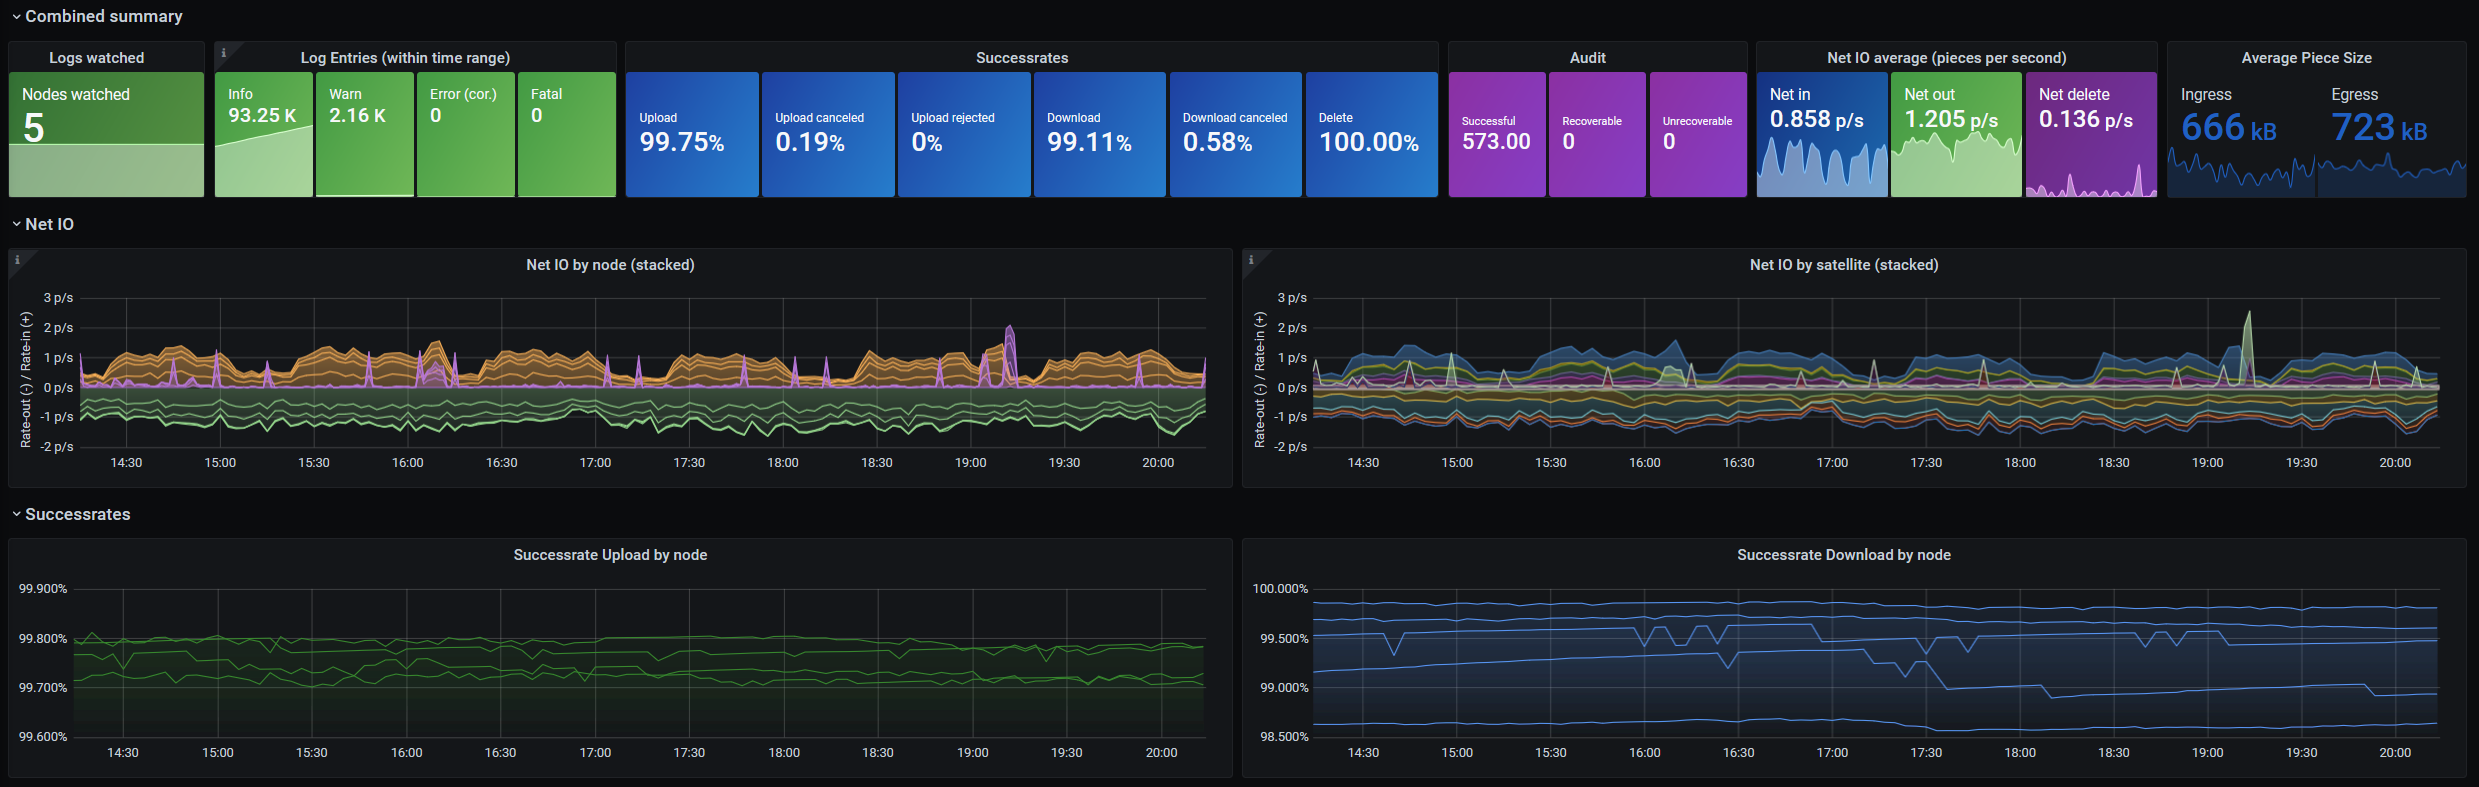 Combined summary
Logs watched
Nodes watched
5
Log Entries (within time range)
Info
93.25 K
Warn
2.16 K
Error (cor.)
0
Fatal
0
Successrates
Upload
99.75%
Upload canceled
0.19%
Upload rejected
0%
Download
99.11%
Download canceled
0.58%
Delete
100.00%
Audit
Successful
573.00
Recoverable
0
Unrecoverable
0
Net IO average (pieces per second)
Net in
0.858 p/s
Net out
1.205 p/s
Net delete
0.136 p/s
Average Piece Size
Ingress
666 kB
Egress
723 kB
Net IO
Net IO by node (stacked)
Rate-out (-) / Rate-in (+)
3 p/s
2 p/s
1 p/s
0 p/s
-1 p/s
-2 p/s
14:30 15:00 15:30 16:00 16:30 17:00 17:30 18:00 18:30 19:00 19:30 20:00
Net IO by satellite (stacked)
Rate-out (-) / Rate-in (+)
3 p/s
2 p/s
1 p/s
0 p/s
-1 p/s
-2 p/s
14:30 15:00 15:30 16:00 16:30 17:00 17:30 18:00 18:30 19:00 19:30 20:00
Successrates
Successrate Upload by node
99.900%
99.800%
99.700%
99.600%
14:30 15:00 15:30 16:00 16:30 17:00 17:30 18:00 18:30 19:00 19:30 20:00
Successrate Download by node
100.000%
99.500%
99.000%
98.500%
14:30 15:00 15:30 16:00 16:30 17:00 17:30 18:00 18:30 19:00 19:30 20:00